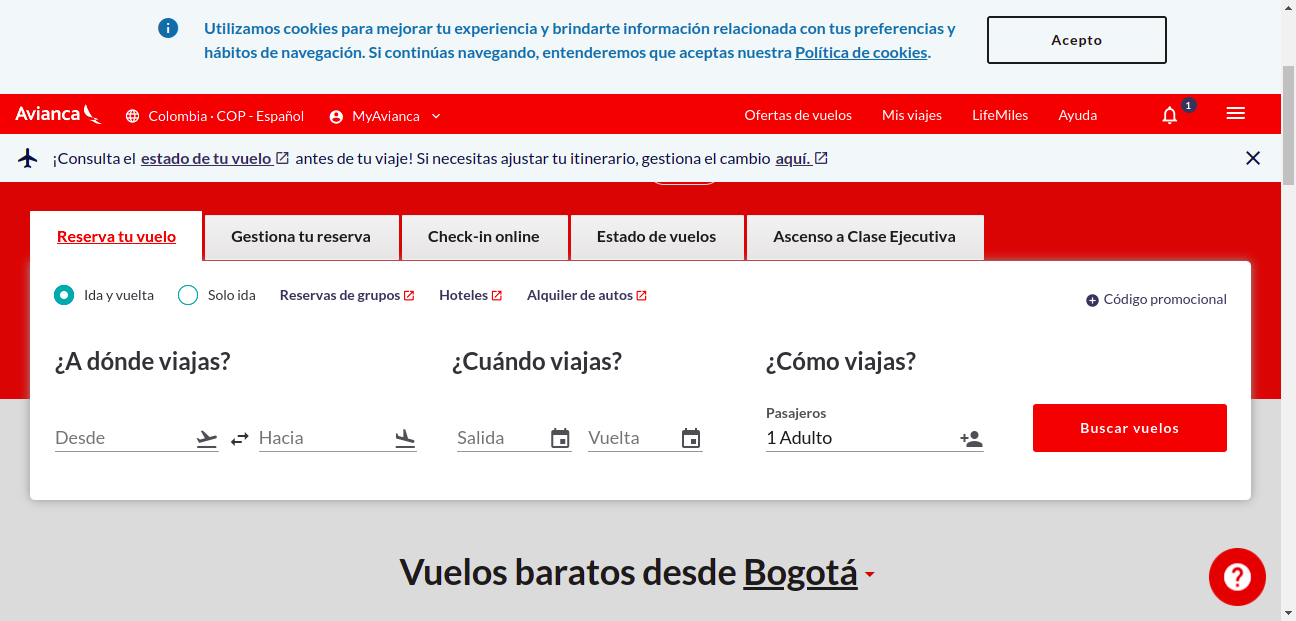 Utilizamos cookies para mejorar tu experiencia y brindarte información relacionada con tus preferencias y
hábitos de navegación. Si continúas navegando, entenderemos que aceptas nuestra Política de cookies.
Acepto
Avianca
Colombia · COP - Español
MyAvianca
Ofertas de vuelos
Mis viajes
LifeMiles
Ayuda
1
¡Consulta el estado de tu vuelo antes de tu viaje! Si necesitas ajustar tu itinerario, gestiona el cambio aquí.
Reserva tu vuelo
Gestiona tu reserva
Check-in online
Estado de vuelos
Ascenso a Clase Ejecutiva
Ida y vuelta
Solo ida
Reservas de grupos
Hoteles
Alquiler de autos
Código promocional
¿A dónde viajas?
¿Cuándo viajas?
¿Cómo viajas?
Pasajeros
Desde
Hacia
Salida
Vuelta
1 Adulto
Buscar vuelos
Vuelos baratos desde Bogotá